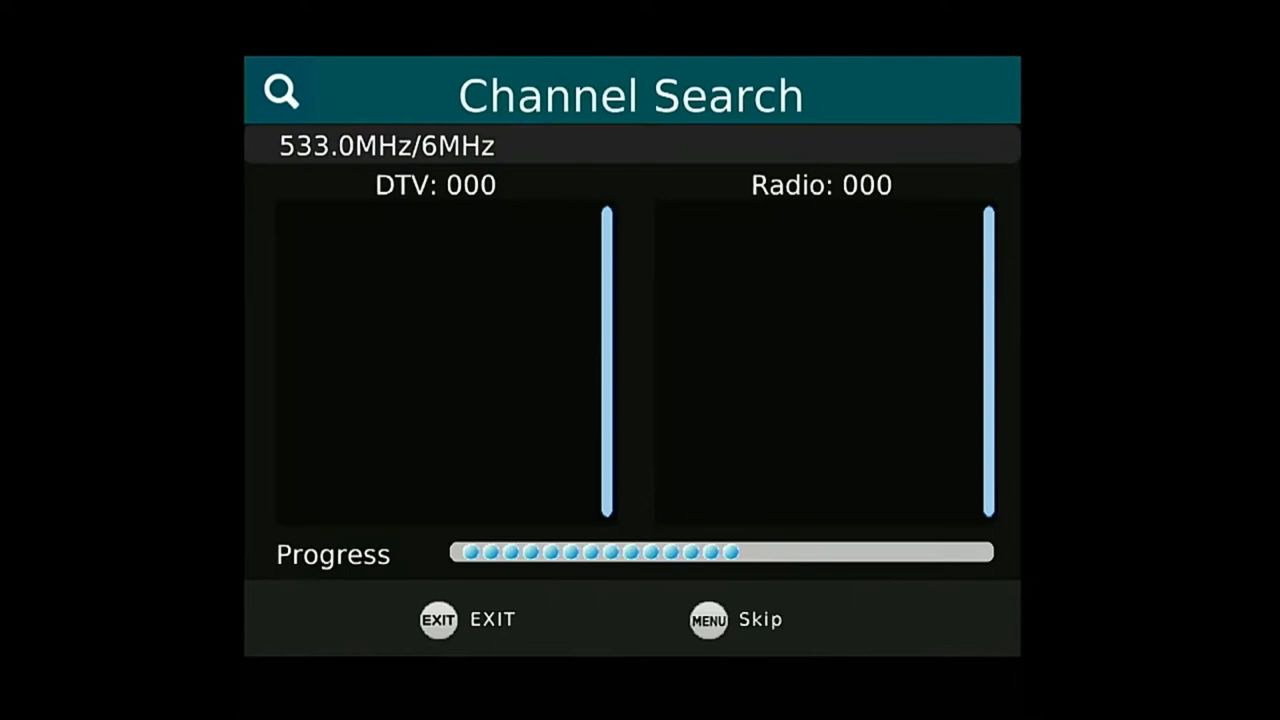 Channel Search
533.0MHz/6MHz
DTV: 000
Radio: 000
Progress
EXIT EXIT
MENU Skip